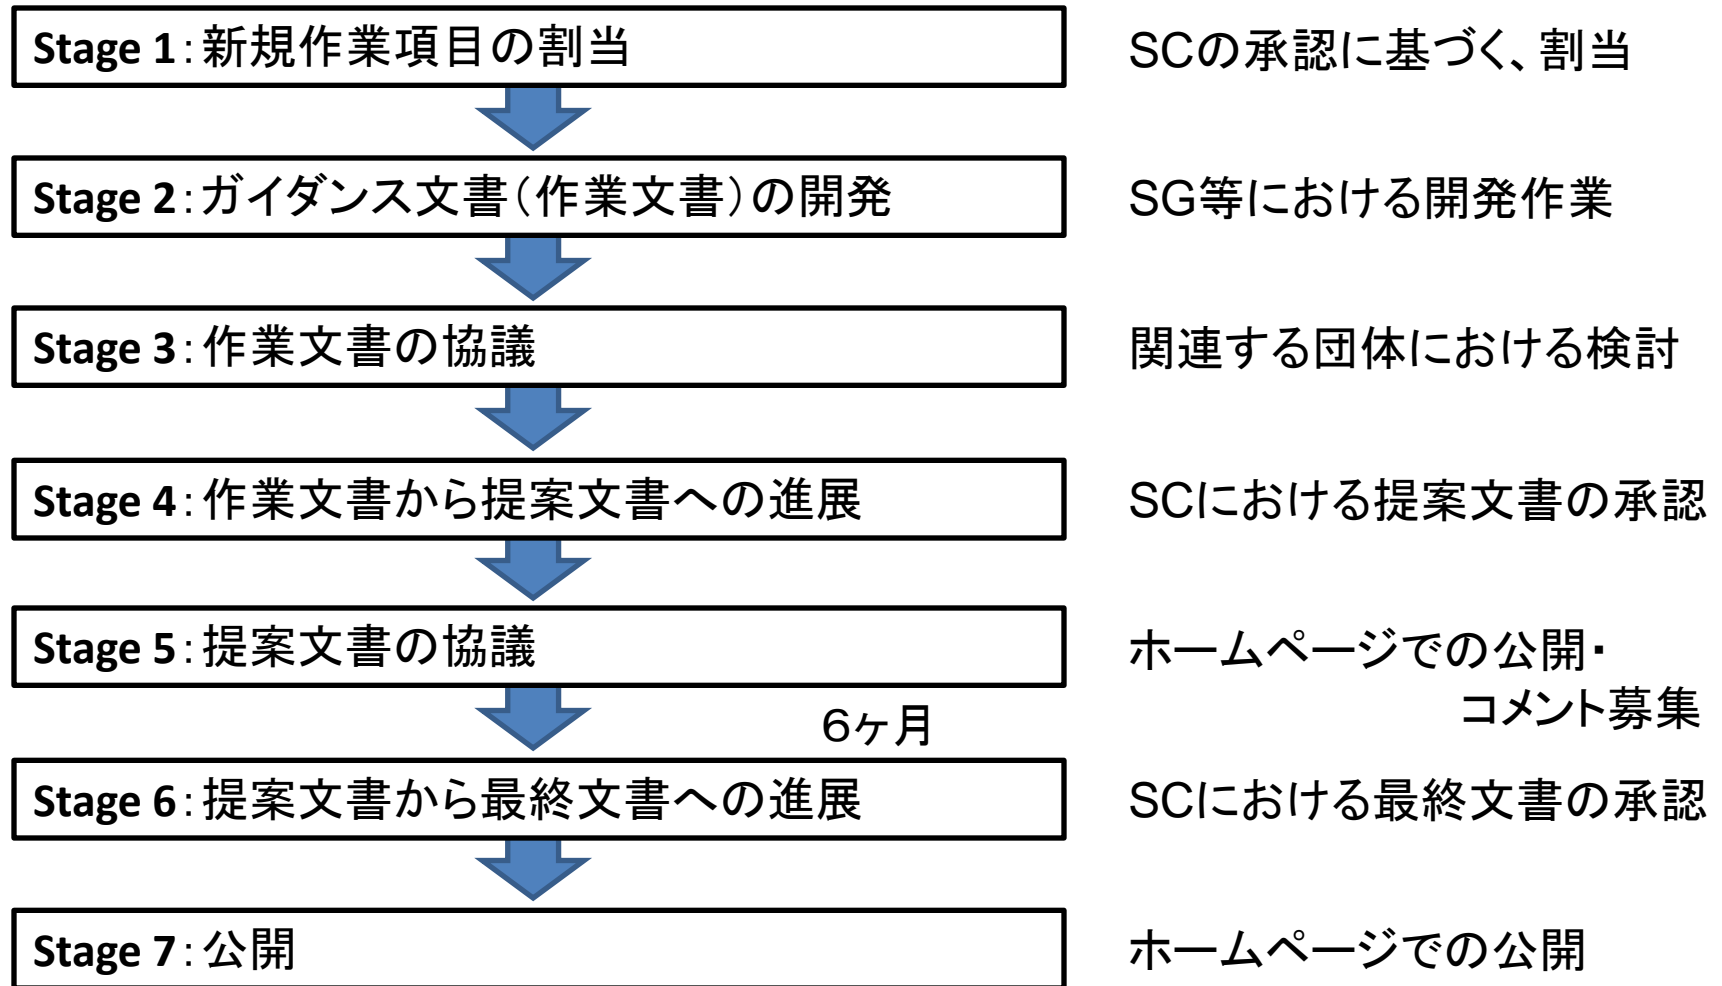 Stage 1：新規作業項目の割当
SCの承認に基づく、割当
Stage 2：ガイダンス文書（作業文書）の開発
SG等における開発作業
Stage 3：作業文書の協議
関連する団体における検討
Stage 4：作業文書から提案文書への進展
SCにおける提案文書の承認
Stage 5：提案文書の協議
ホームページでの公開・
コメント募集
６ヶ月
Stage 6：提案文書から最終文書への進展
SCにおける最終文書の承認
Stage 7：公開
ホームページでの公開